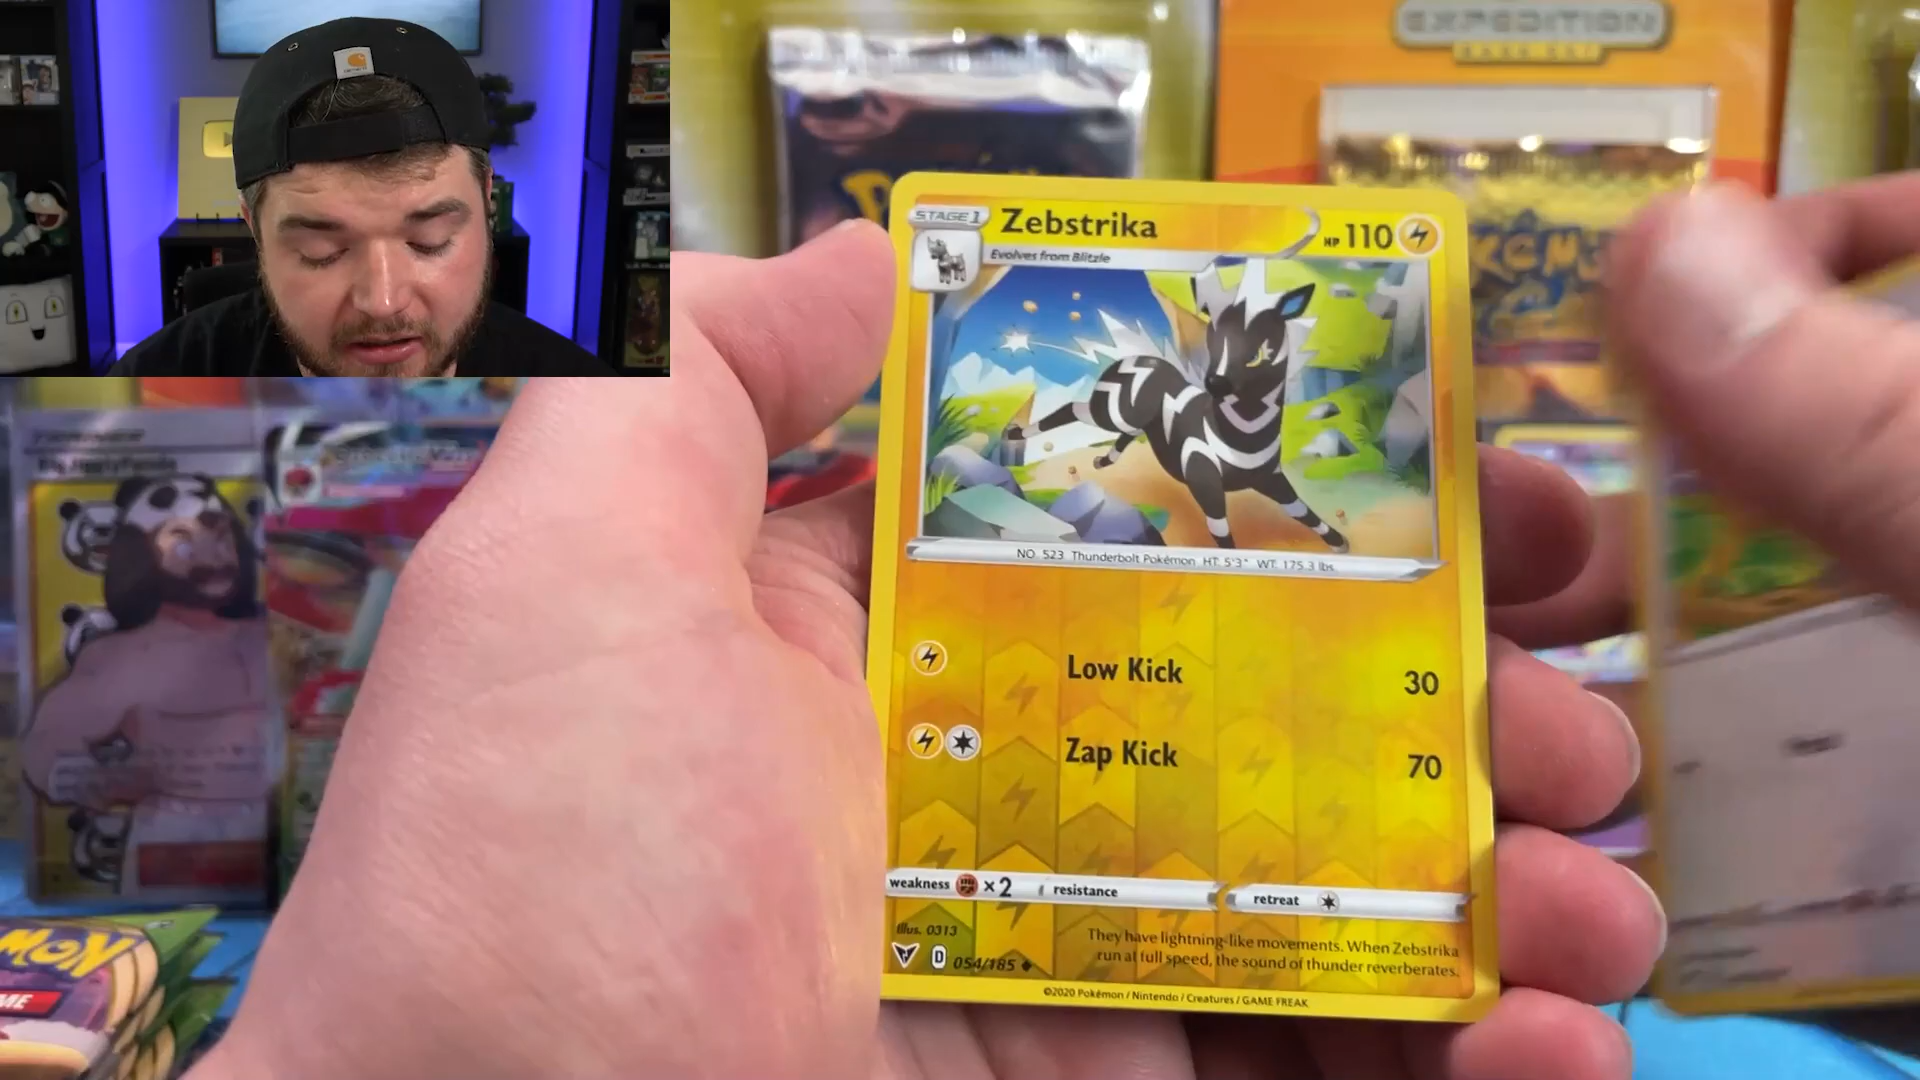 EXPEDITION
BASE SET
STAGE 1
Zebstrika
HP 110
Evolves from Blitzle
NO. 523 Thunderbolt Pokémon HT: 5'3" WT: 175.3 lbs.
Low Kick 30
Zap Kick 70
weakness ×2 resistance
retreat
Illus. 0313
D 054/185
They have lightning-like movements. When Zebstrika
run at full speed, the sound of thunder reverberates.
©2020 Pokémon / Nintendo / Creatures / GAME FREAK